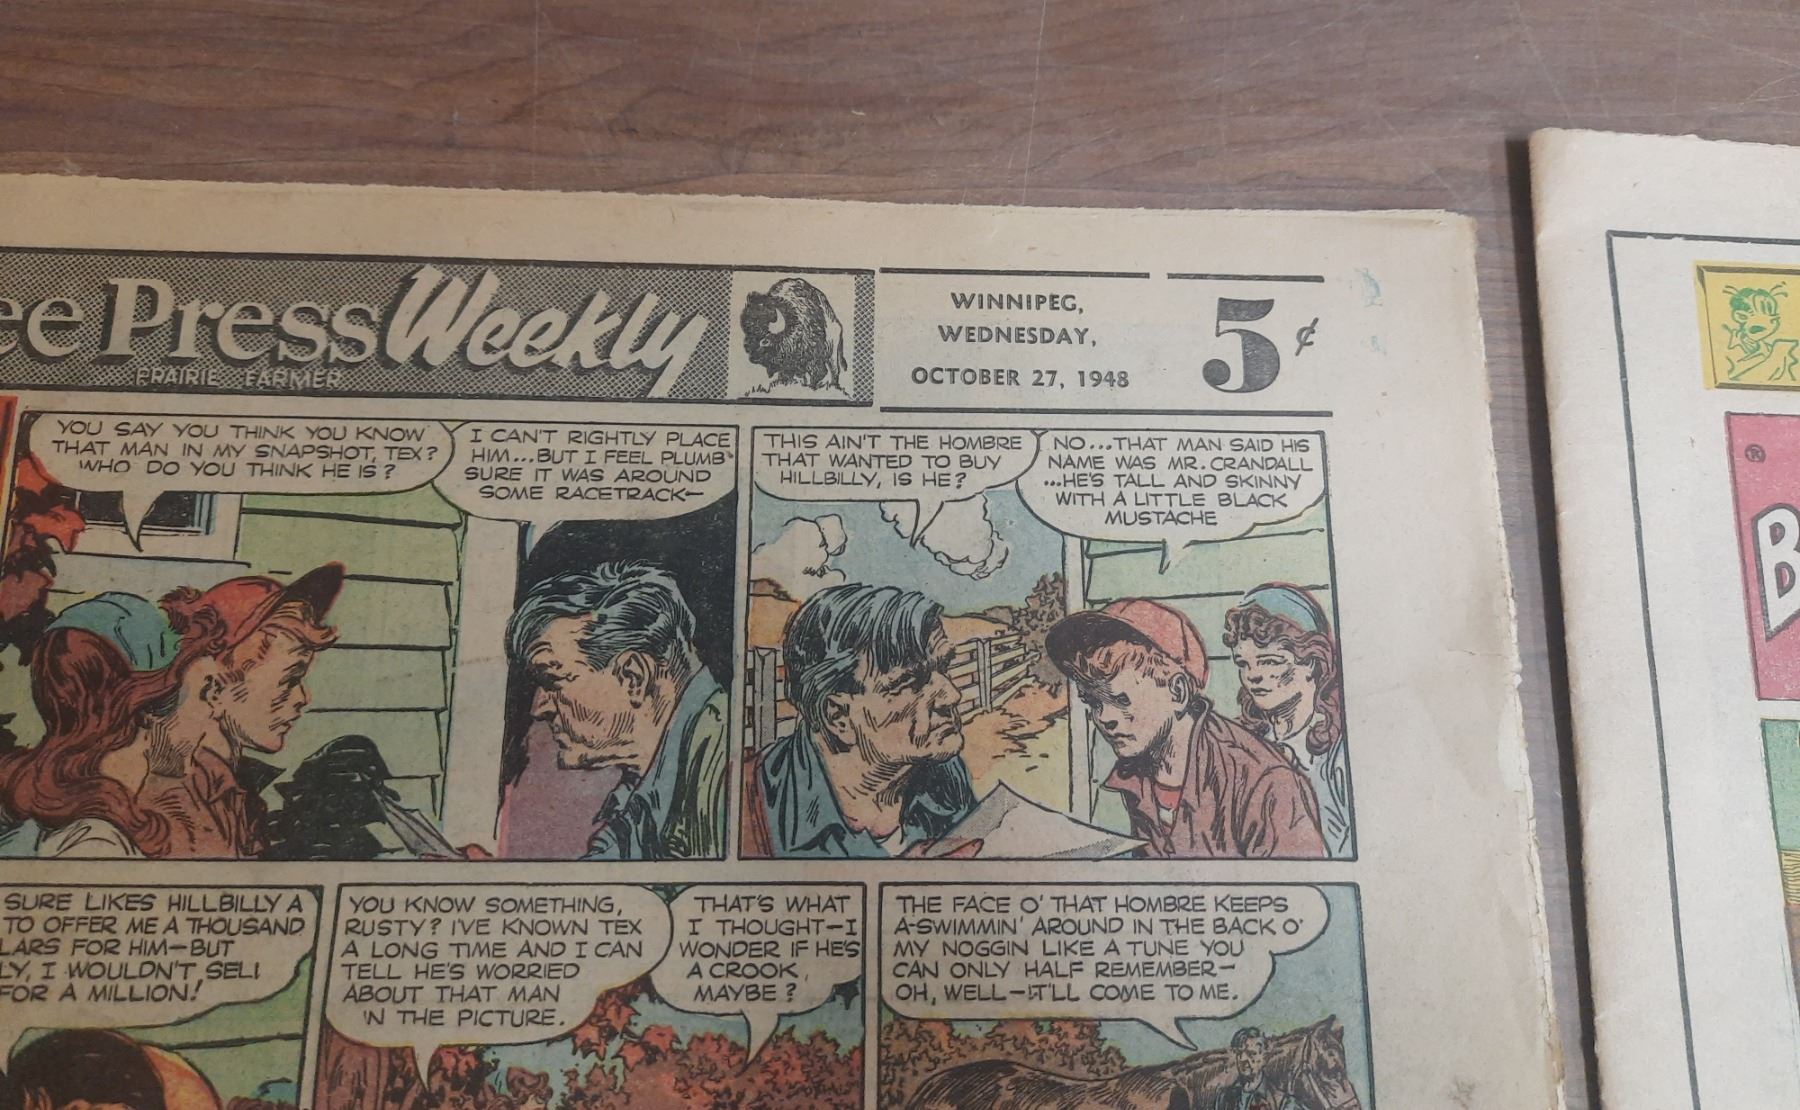 ee Press Weekly
PRAIRIE FARMER
WINNIPEG,
WEDNESDAY,
OCTOBER 27, 1948
5¢
YOU SAY YOU THINK YOU KNOW
THAT MAN IN MY SNAPSHOT, TEX?
WHO DO YOU THINK HE IS?
I CAN'T RIGHTLY PLACE
HIM...BUT I FEEL PLUMB
SURE IT WAS AROUND
SOME RACETRACK—
THIS AIN'T THE HOMBRE
THAT WANTED TO BUY
HILLBILLY, IS HE?
NO...THAT MAN SAID HIS
NAME WAS MR. CRANDALL
...HE'S TALL AND SKINNY
WITH A LITTLE BLACK
MUSTACHE
SURE LIKES HILLBILLY A
TO OFFER ME A THOUSAND
LARS FOR HIM—BUT
LY, I WOULDN'T SELL
FOR A MILLION!
YOU KNOW SOMETHING,
RUSTY? I'VE KNOWN TEX
A LONG TIME AND I CAN
TELL HE'S WORRIED
ABOUT THAT MAN
'N THE PICTURE.
THAT'S WHAT
I THOUGHT—I
WONDER IF HE'S
A CROOK,
MAYBE?
THE FACE O' THAT HOMBRE KEEPS
A-SWIMMIN' AROUND IN THE BACK O'
MY NOGGIN LIKE A TUNE YOU
CAN ONLY HALF REMEMBER—
OH, WELL—IT'LL COME TO ME.
®
B